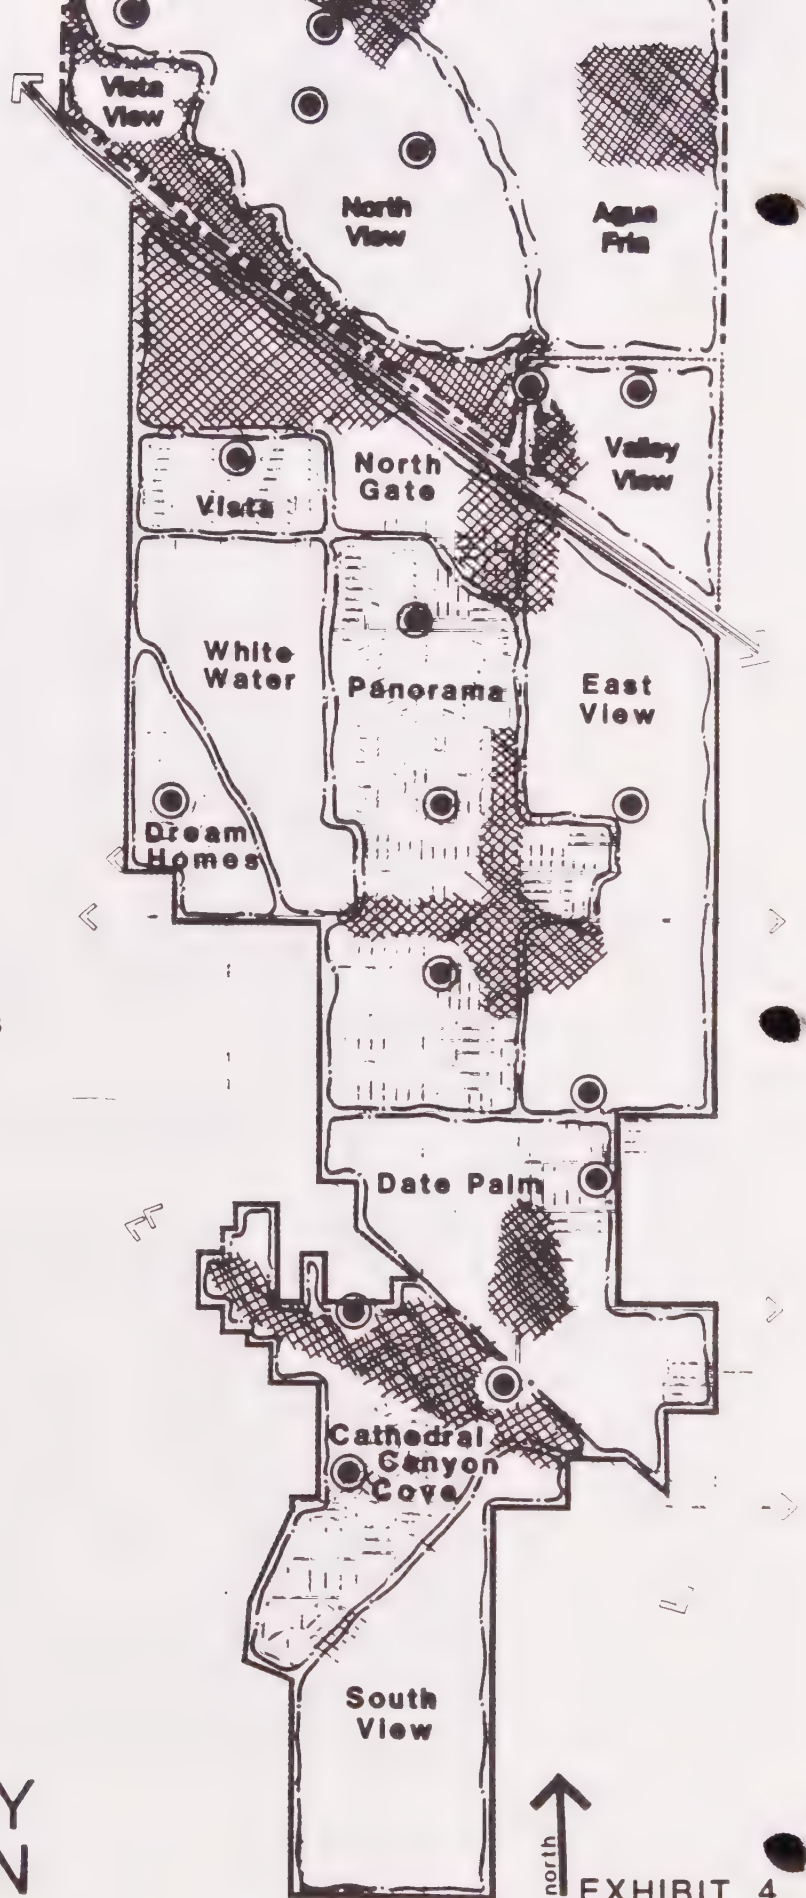 Vista
View
North
View
Agua
Fria
Valley
View
North
Gate
Vista
White
Water
Panorama
East
View
Dream
Homes
Date Palm
Cathedral
Canyon
Cove
South
View
Y
N
north
EXHIBIT 4